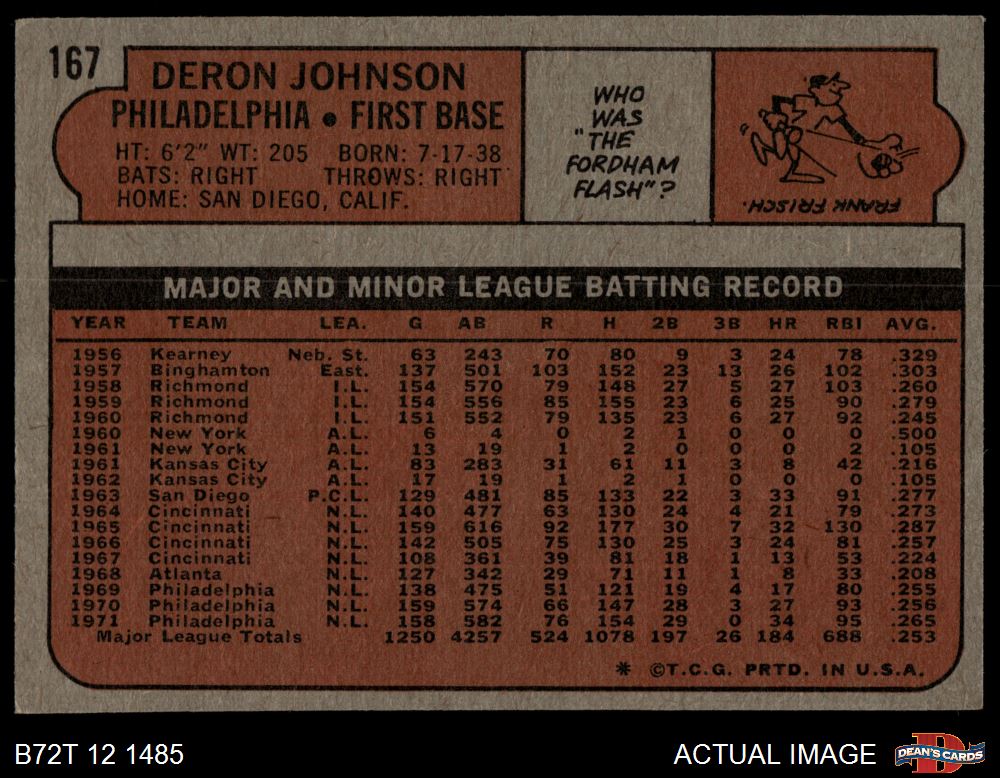 167
DERON JOHNSON
PHILADELPHIA • FIRST BASE
HT: 6'2" WT: 205 BORN: 7-17-38
BATS: RIGHT THROWS: RIGHT
HOME: SAN DIEGO, CALIF.
WHO
WAS
"THE
FORDHAM
FLASH"?
FRANK FRISCH.
MAJOR AND MINOR LEAGUE BATTING RECORD
YEAR TEAM LEA. G AB R H 2B 3B HR RBI AVG.
1956 Kearney Neb. St. 63 243 70 80 9 3 24 78 .329
1957 Binghamton East. 137 501 103 152 23 13 26 102 .303
1958 Richmond I.L. 154 570 79 148 27 5 27 103 .260
1959 Richmond I.L. 154 556 85 155 23 6 25 90 .279
1960 Richmond I.L. 151 552 79 135 23 6 27 92 .245
1960 New York A.L. 6 4 0 2 1 0 0 0 .500
1961 New York A.L. 13 19 1 2 0 0 0 2 .105
1961 Kansas City A.L. 83 283 31 61 11 3 8 42 .216
1962 Kansas City A.L. 17 19 1 2 1 0 0 0 .105
1963 San Diego P.C.L. 129 481 85 133 22 3 33 91 .277
1964 Cincinnati N.L. 140 477 63 130 24 4 21 79 .273
1965 Cincinnati N.L. 159 616 92 177 30 7 32 130 .287
1966 Cincinnati N.L. 142 505 75 130 25 3 24 81 .257
1967 Cincinnati N.L. 108 361 39 81 18 1 13 53 .224
1968 Atlanta N.L. 127 342 29 71 11 1 8 33 .208
1969 Philadelphia N.L. 138 475 51 121 19 4 17 80 .255
1970 Philadelphia N.L. 159 574 66 147 28 3 27 93 .256
1971 Philadelphia N.L. 158 582 76 154 29 0 34 95 .265
Major League Totals 1250 4257 524 1078 197 26 184 688 .253
* ©T.C.G. PRTD. IN U.S.A.
B72T 12 1485
ACTUAL IMAGE
DEAN'S CARDS